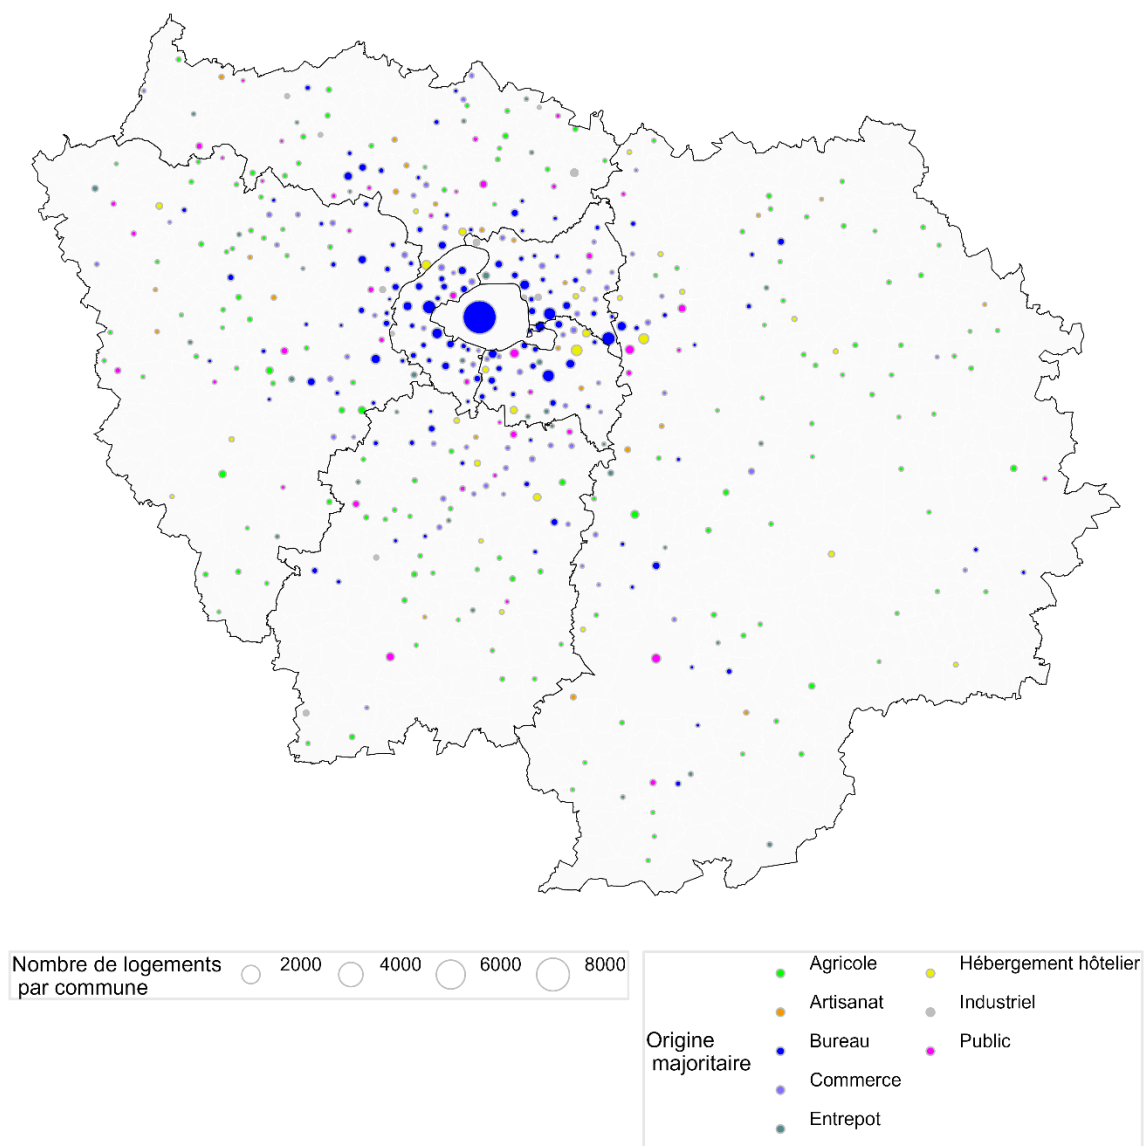 Nombre de logements
par commune
2000
4000
6000
8000
Origine
majoritaire
Agricole
Artisanat
Bureau
Commerce
Entrepot
Hébergement hôtelier
Industriel
Public